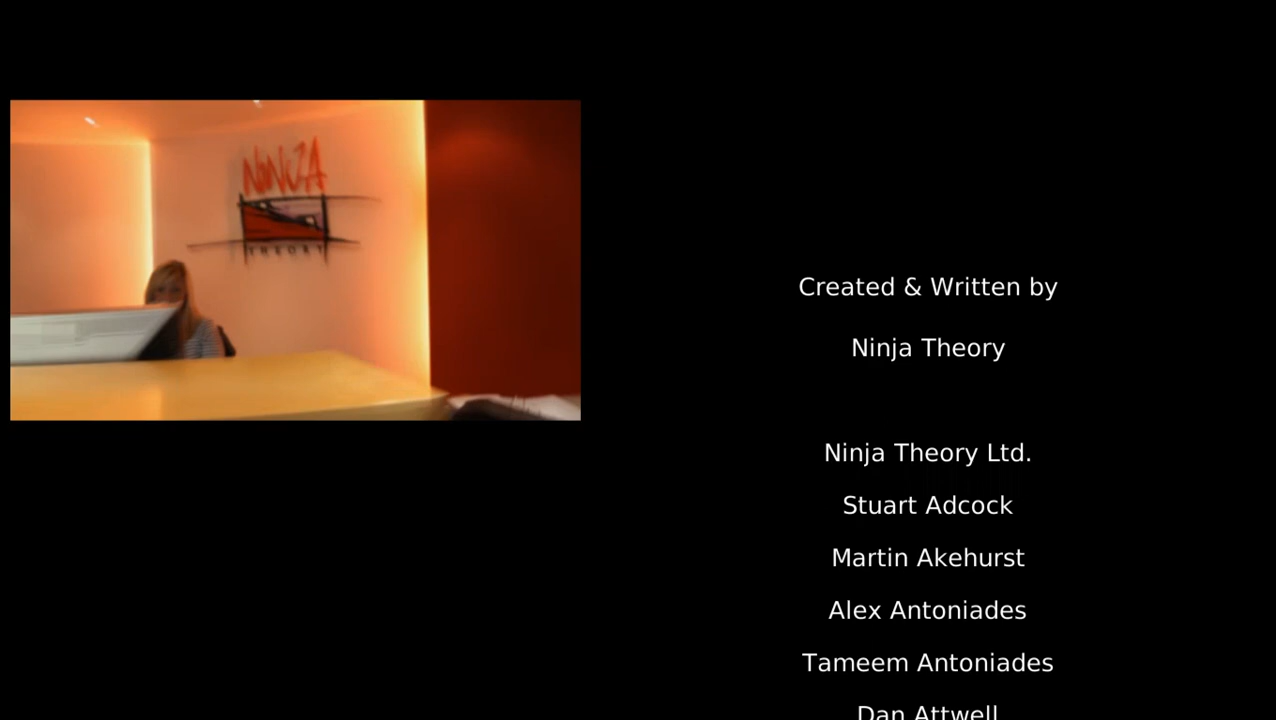 NiNJA
THEORY
Created & Written by
Ninja Theory
Ninja Theory Ltd.
Stuart Adcock
Martin Akehurst
Alex Antoniades
Tameem Antoniades
Dan Attwell